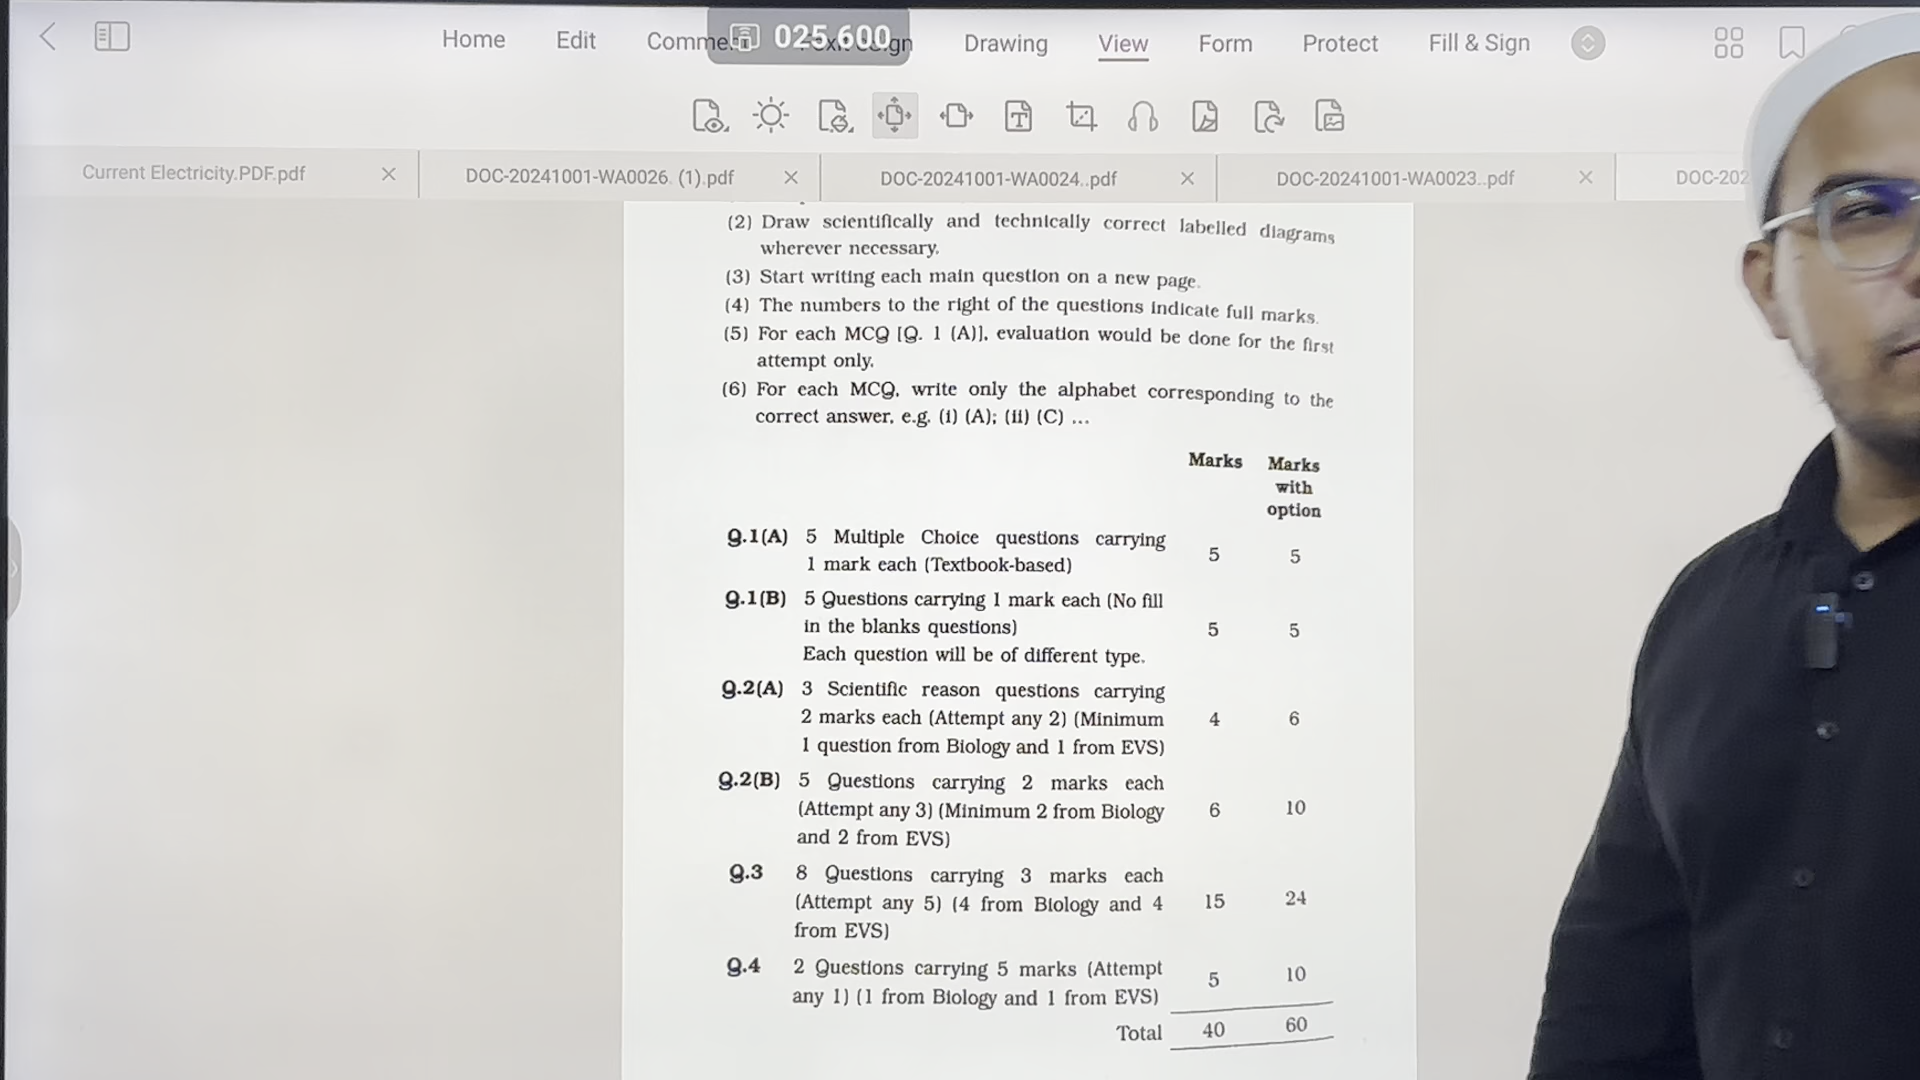 Home Edit Drawing View Form Protect Fill & Sign
025.600
Current Electricity.PDF.pdf
DOC-20241001-WA0026. (1).pdf
DOC-20241001-WA0024..pdf
DOC-20241001-WA0023..pdf
DOC-202
(2) Draw scientifically and technically correct labelled diagrams
wherever necessary.
(3) Start writing each main question on a new page.
(4) The numbers to the right of the questions indicate full marks.
(5) For each MCQ [Q. 1 (A)], evaluation would be done for the first
attempt only.
(6) For each MCQ, write only the alphabet corresponding to the
correct answer, e.g. (i) (A); (ii) (C) ...
Marks Marks
with
option
Q.1(A) 5 Multiple Choice questions carrying
1 mark each (Textbook-based) 5 5
Q.1(B) 5 Questions carrying 1 mark each (No fill
in the blanks questions) 5 5
Each question will be of different type.
Q.2(A) 3 Scientific reason questions carrying
2 marks each (Attempt any 2) (Minimum 4 6
1 question from Biology and 1 from EVS)
Q.2(B) 5 Questions carrying 2 marks each
(Attempt any 3) (Minimum 2 from Biology 6 10
and 2 from EVS)
Q.3 8 Questions carrying 3 marks each
(Attempt any 5) (4 from Biology and 4 15 24
from EVS)
Q.4 2 Questions carrying 5 marks (Attempt 5 10
any 1) (1 from Biology and 1 from EVS)
Total 40 60